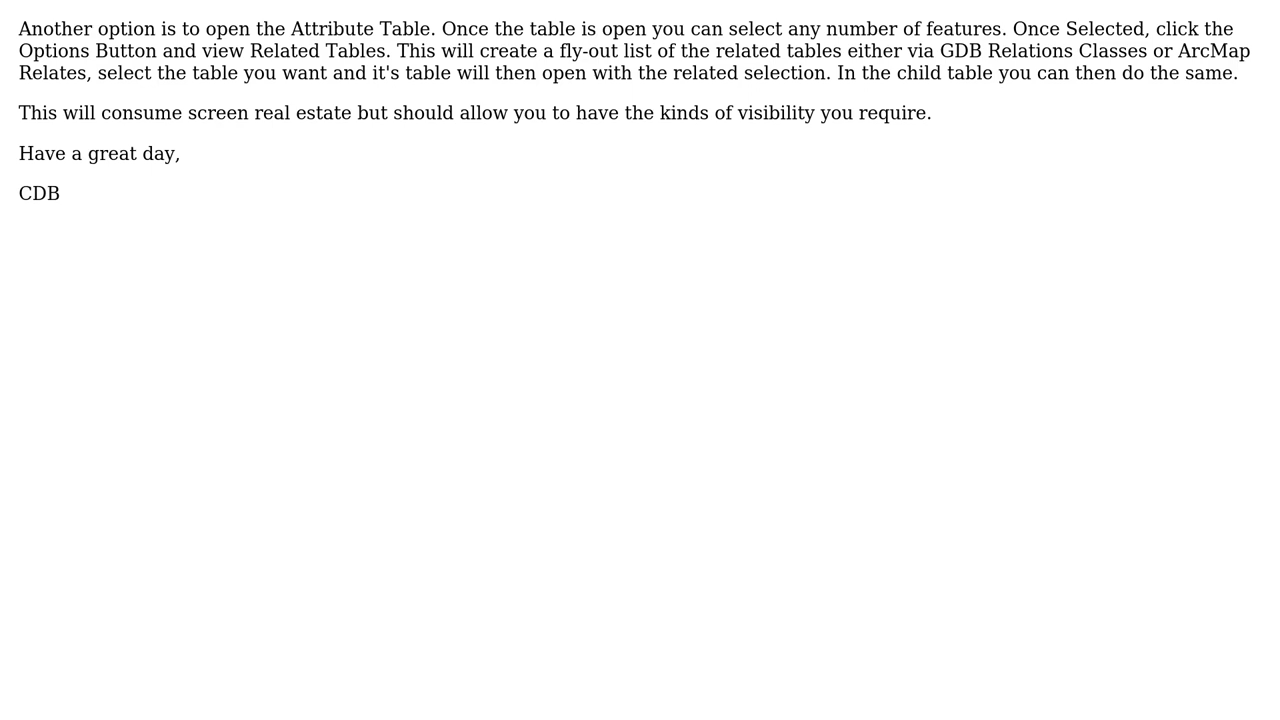 Another option is to open the Attribute Table. Once the table is open you can select any number of features. Once Selected, click the
Options Button and view Related Tables. This will create a fly-out list of the related tables either via GDB Relations Classes or ArcMap
Relates, select the table you want and it's table will then open with the related selection. In the child table you can then do the same.
This will consume screen real estate but should allow you to have the kinds of visibility you require.
Have a great day,
CDB